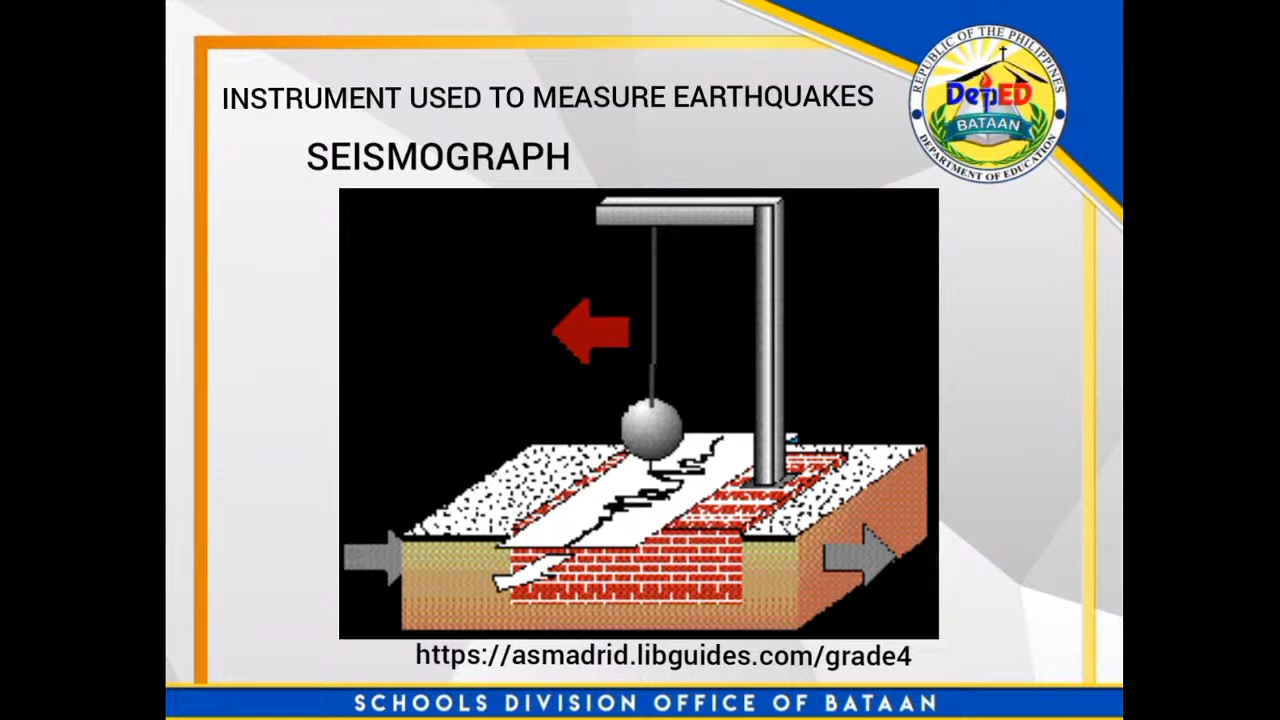 INSTRUMENT USED TO MEASURE EARTHQUAKES
SEISMOGRAPH
REPUBLIC OF THE PHILIPPINES
DepED
BATAAN
DEPARTMENT OF EDUCATION
https://asmadrid.libguides.com/grade4
SCHOOLS DIVISION OFFICE OF BATAAN